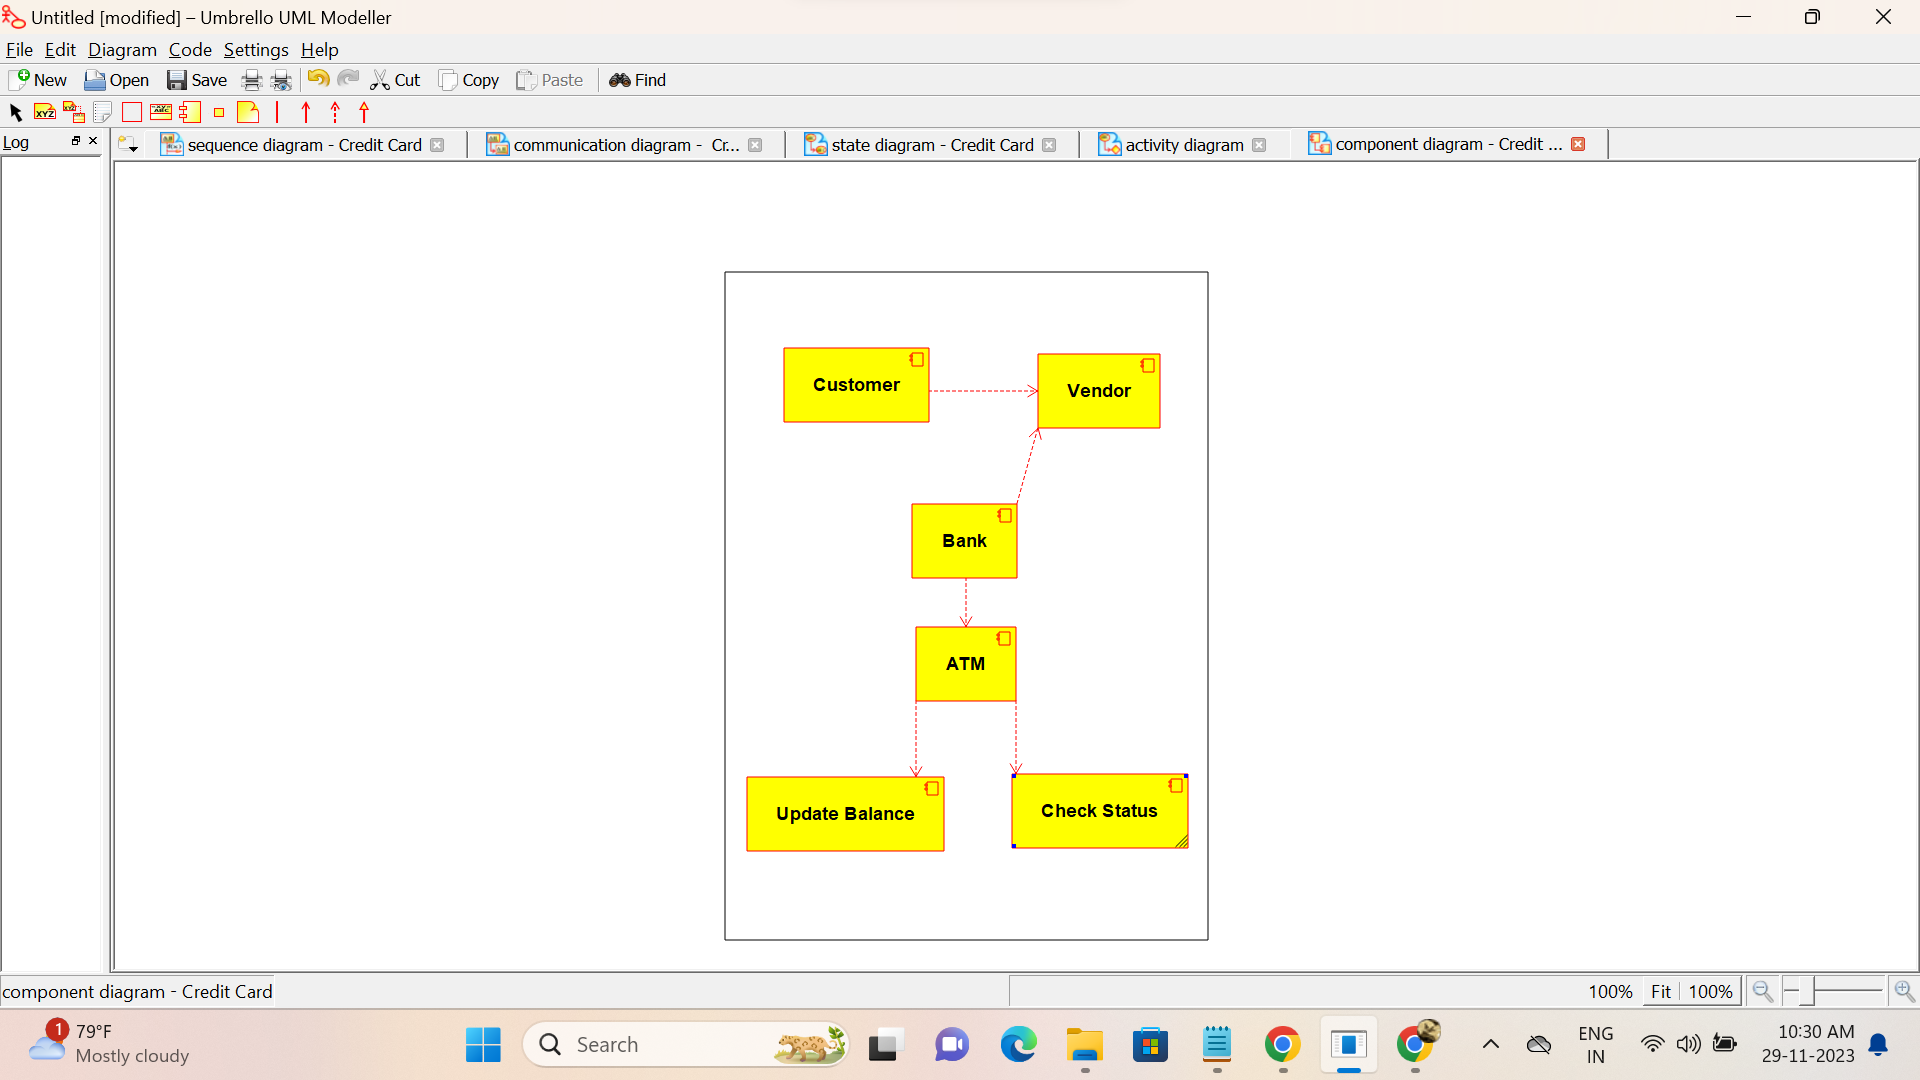 Untitled [modified] – Umbrello UML Modeller
File Edit Diagram Code Settings Help
New Open Save Cut Copy Paste Find
XYZ
Log
sequence diagram - Credit Card
communication diagram - Cr...
state diagram - Credit Card
activity diagram
component diagram - Credit ...
Customer
Vendor
Bank
ATM
Update Balance
Check Status
component diagram - Credit Card
100% Fit 100%
1
79°F
Mostly cloudy
Search
ENG
IN
10:30 AM
29-11-2023